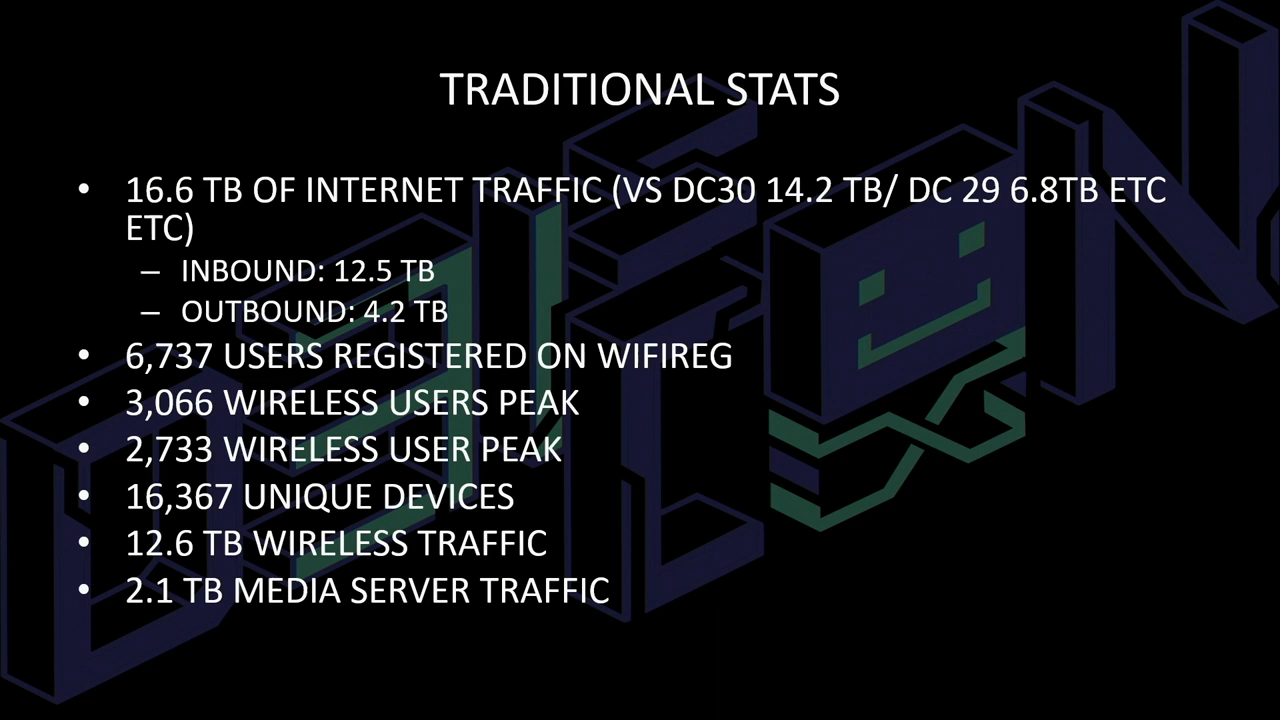 TRADITIONAL STATS
• 16.6 TB OF INTERNET TRAFFIC (VS DC30 14.2 TB/ DC 29 6.8TB ETC
ETC)
– INBOUND: 12.5 TB
– OUTBOUND: 4.2 TB
• 6,737 USERS REGISTERED ON WIFIREG
• 3,066 WIRELESS USERS PEAK
• 2,733 WIRELESS USER PEAK
• 16,367 UNIQUE DEVICES
• 12.6 TB WIRELESS TRAFFIC
• 2.1 TB MEDIA SERVER TRAFFIC